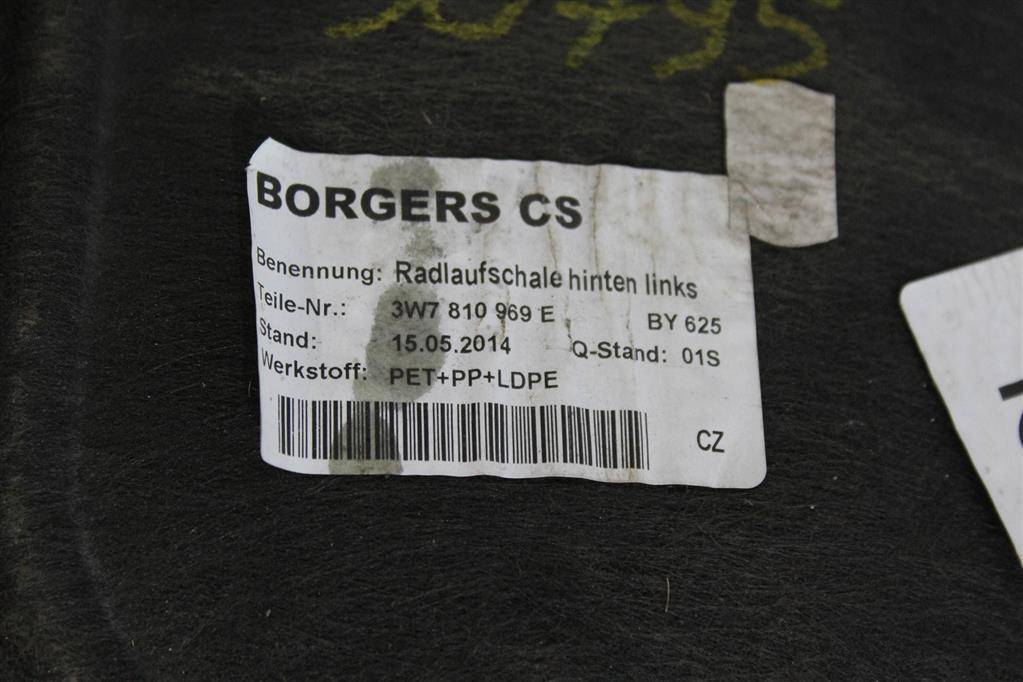 BORGERS CS
Benennung: Radlaufschale hinten links
Teile-Nr.: 3W7 810 969 E BY 625
Stand: 15.05.2014 Q-Stand: 01S
Werkstoff: PET+PP+LDPE
CZ